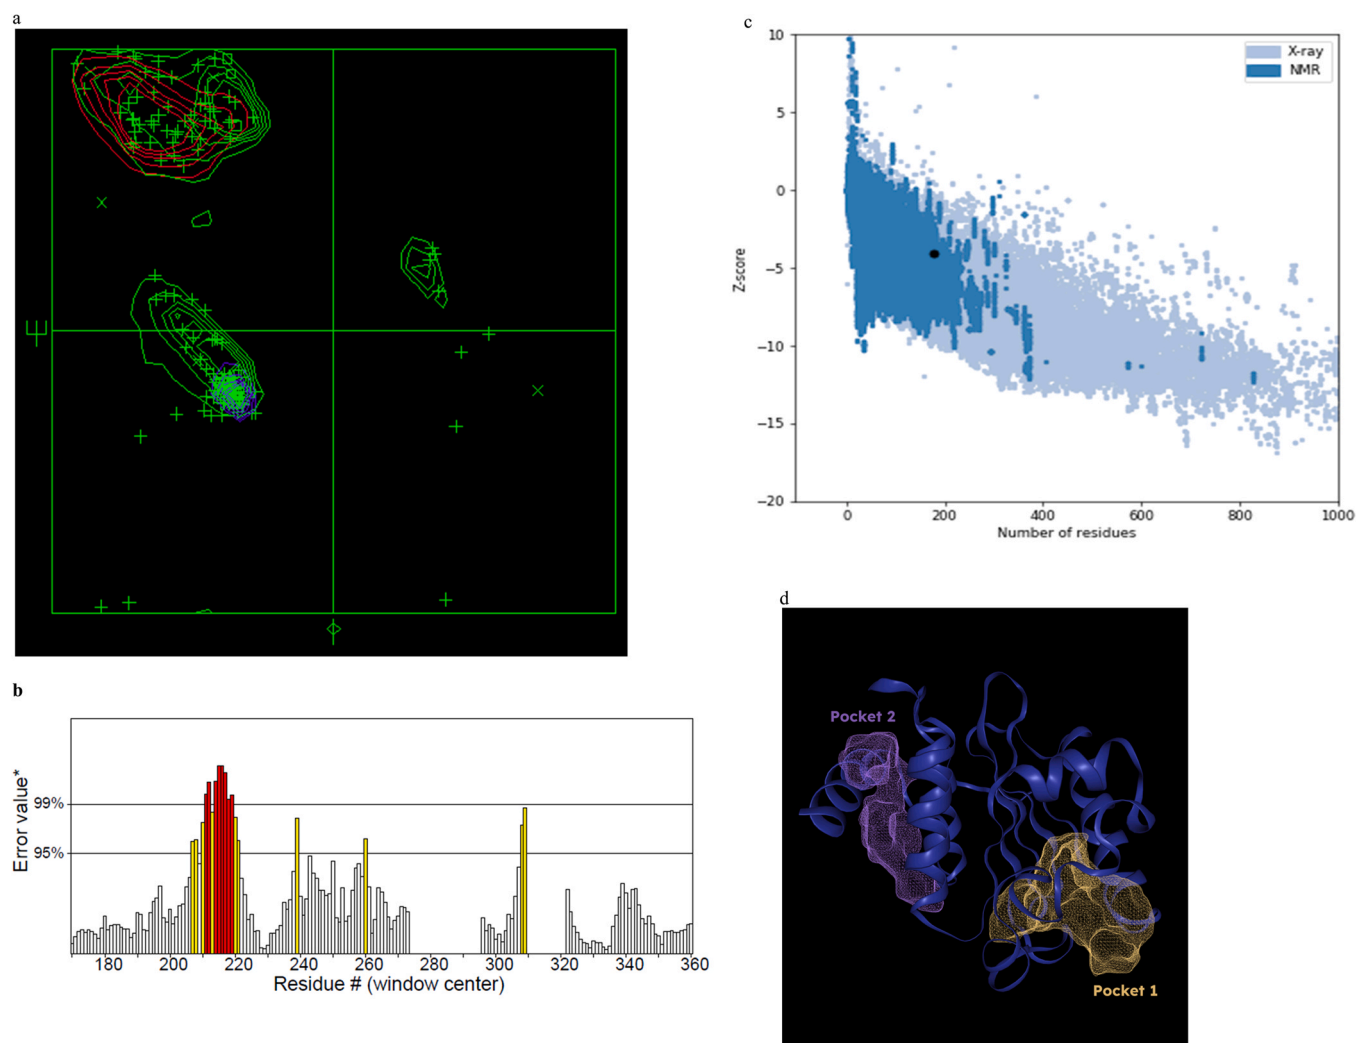 a
b
99%
95%
Error value*
180
200
220
240
260
280
300
320
340
360
Residue # (window center)
c
10
5
0
−5
−10
−15
−20
Z-score
X-ray
NMR
0
200
400
600
800
1000
Number of residues
d
Pocket 2
Pocket 1